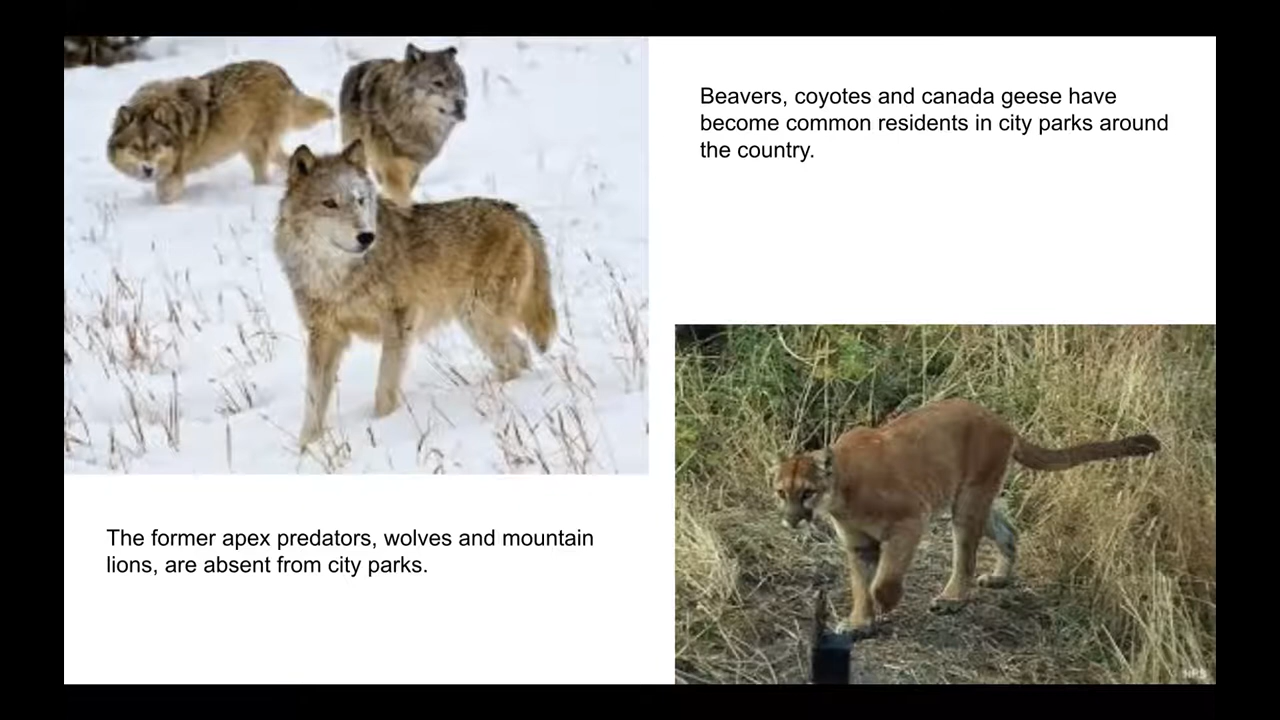 Beavers, coyotes and canada geese have
become common residents in city parks around
the country.
The former apex predators, wolves and mountain
lions, are absent from city parks.
NPS